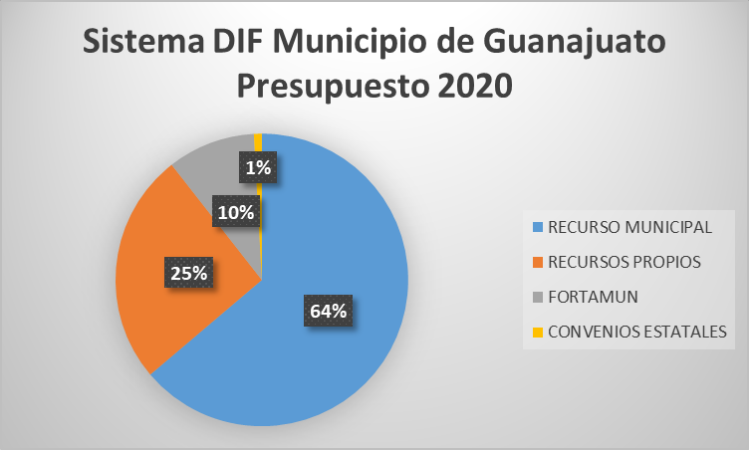 Sistema DIF Municipio de Guanajuato
Presupuesto 2020
1%
10%
25%
64%
RECURSO MUNICIPAL
RECURSOS PROPIOS
FORTAMUN
CONVENIOS ESTATALES